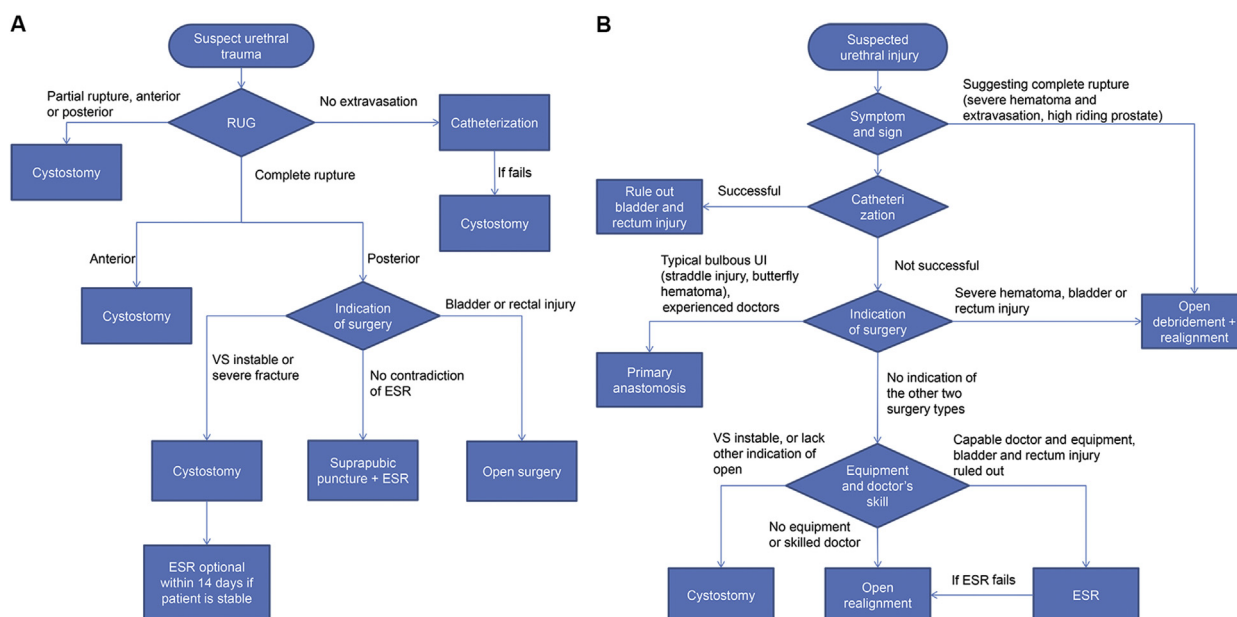 A
Suspect urethral
trauma
Partial rupture, anterior
or posterior
RUG
No extravasation
Catheterization
Cystostomy
Complete rupture
If fails
Cystostomy
Anterior
Posterior
Cystostomy
Indication
of surgery
Bladder or rectal injury
VS instable or
severe fracture
No contradiction
of ESR
Cystostomy
Suprapubic
puncture + ESR
Open surgery
ESR optional
within 14 days if
patient is stable
B
Suspected
urethral injury
Suggesting complete rupture
(severe hematoma and
extravasation, high riding prostate)
Symptom
and sign
Successful
Rule out
bladder and
rectum injury
Catheteri
zation
Not successful
Typical bulbous UI
(straddle injury, butterfly
hematoma),
experienced doctors
Indication
of surgery
Severe hematoma, bladder or
rectum injury
Open
debridement +
realignment
Primary
anastomosis
No indication of
the other two
surgery types
VS instable, or lack
other indication of
open
Equipment
and doctor's
skill
Capable doctor and equipment,
bladder and rectum injury
ruled out
No equipment
or skilled doctor
Cystostomy
Open
realignment
If ESR fails
ESR